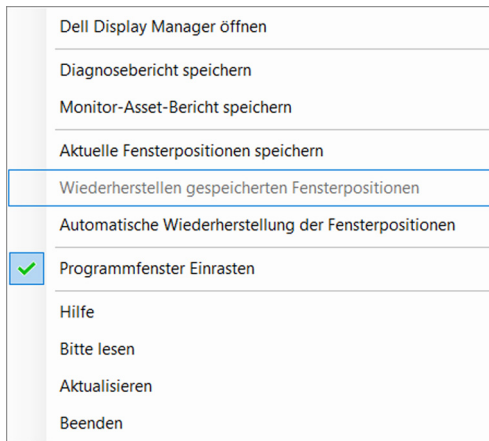 Dell Display Manager öffnen
Diagnosebericht speichern
Monitor-Asset-Bericht speichern
Aktuelle Fensterpositionen speichern
Wiederherstellen gespeicherten Fensterpositionen
Automatische Wiederherstellung der Fensterpositionen
Programmfenster Einrasten
Hilfe
Bitte lesen
Aktualisieren
Beenden